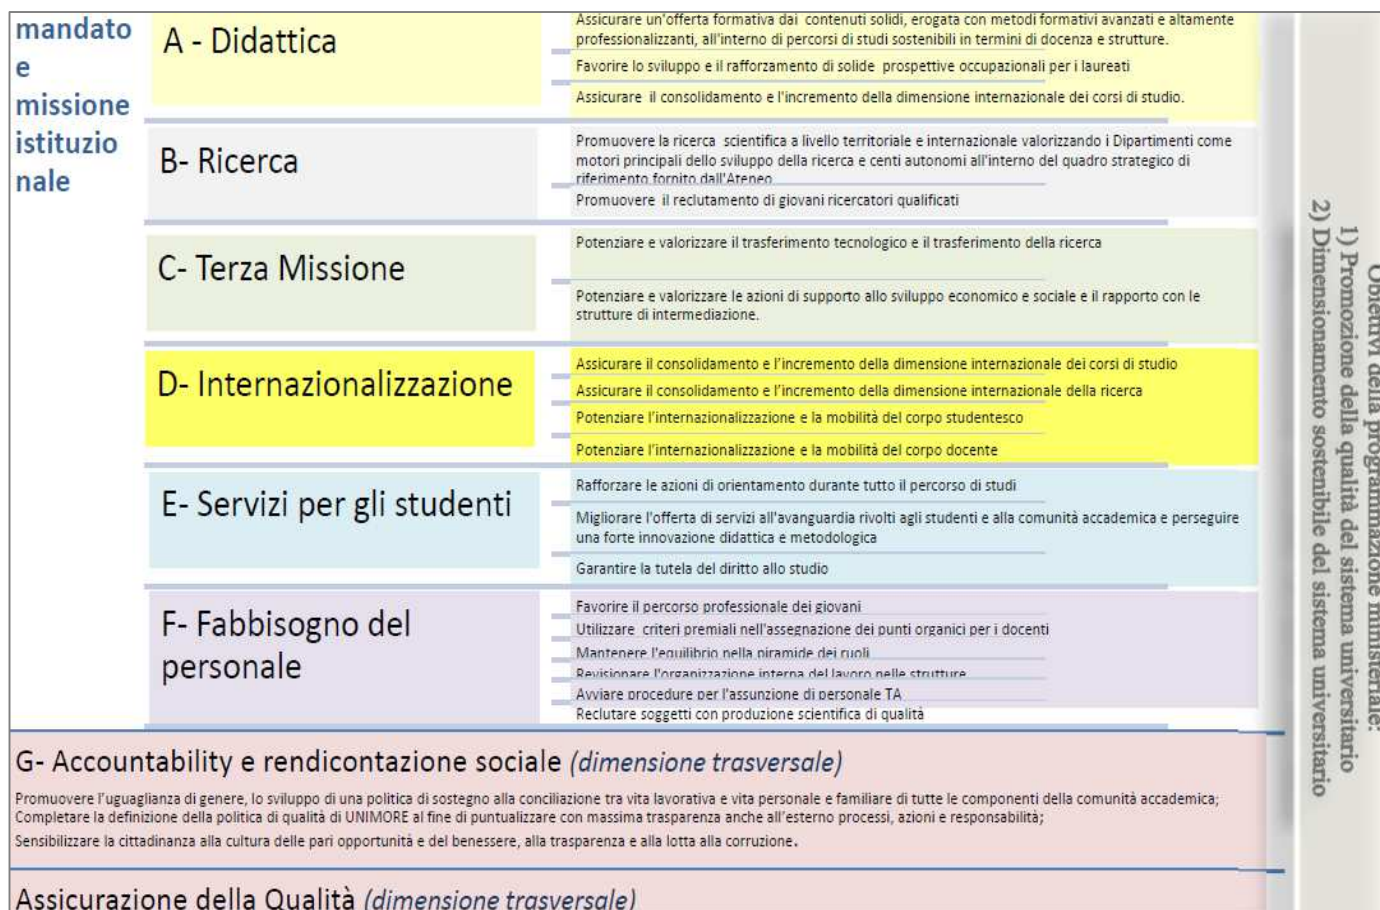 mandato
e
missione
istituzio
nale
A - Didattica
Assicurare un'offerta formativa dai contenuti solidi, erogata con metodi formativi avanzati e altamente
professionalizzanti, all'interno di percorsi di studi sostenibili in termini di docenza e strutture.
Favorire lo sviluppo e il rafforzamento di solide prospettive occupazionali per i laureati
Assicurare il consolidamento e l'incremento della dimensione internazionale dei corsi di studio.
B- Ricerca
Promuovere la ricerca scientifica a livello territoriale e internazionale valorizzando i Dipartimenti come
motori principali dello sviluppo della ricerca e centi autonomi all'interno del quadro strategico di
riferimento fornito dall'Ateneo
Promuovere il reclutamento di giovani ricercatori qualificati
C- Terza Missione
Potenziare e valorizzare il trasferimento tecnologico e il trasferimento della ricerca
Potenziare e valorizzare le azioni di supporto allo sviluppo economico e sociale e il rapporto con le
strutture di intermediazione.
D- Internazionalizzazione
Assicurare il consolidamento e l'incremento della dimensione internazionale dei corsi di studio
Assicurare il consolidamento e l'incremento della dimensione internazionale della ricerca
Potenziare l'internazionalizzazione e la mobilità del corpo studentesco
Potenziare l'internazionalizzazione e la mobilità del corpo docente
E- Servizi per gli studenti
Rafforzare le azioni di orientamento durante tutto il percorso di studi
Migliorare l'offerta di servizi all'avanguardia rivolti agli studenti e alla comunità accademica e perseguire
una forte innovazione didattica e metodologica
Garantire la tutela del diritto allo studio
F- Fabbisogno del
personale
Favorire il percorso professionale dei giovani
Utilizzare criteri premiali nell'assegnazione dei punti organici per i docenti
Mantenere l'equilibrio nella piramide dei ruoli
Revisionare l'organizzazione interna del lavoro nelle strutture
Avviare procedure per l'assunzione di personale TA
Reclutare soggetti con produzione scientifica di qualità
G- Accountability e rendicontazione sociale (dimensione trasversale)
Promuovere l'uguaglianza di genere, lo sviluppo di una politica di sostegno alla conciliazione tra vita lavorativa e vita personale e familiare di tutte le componenti della comunità accademica;
Completare la definizione della politica di qualità di UNIMORE al fine di puntualizzare con massima trasparenza anche all'esterno processi, azioni e responsabilità;
Sensibilizzare la cittadinanza alla cultura delle pari opportunità e del benessere, alla trasparenza e alla lotta alla corruzione.
Assicurazione della Qualità (dimensione trasversale)
Obiettivi della programmazione ministeriale:
1) Promozione della qualità del sistema universitario
2) Dimensionamento sostenibile del sistema universitario